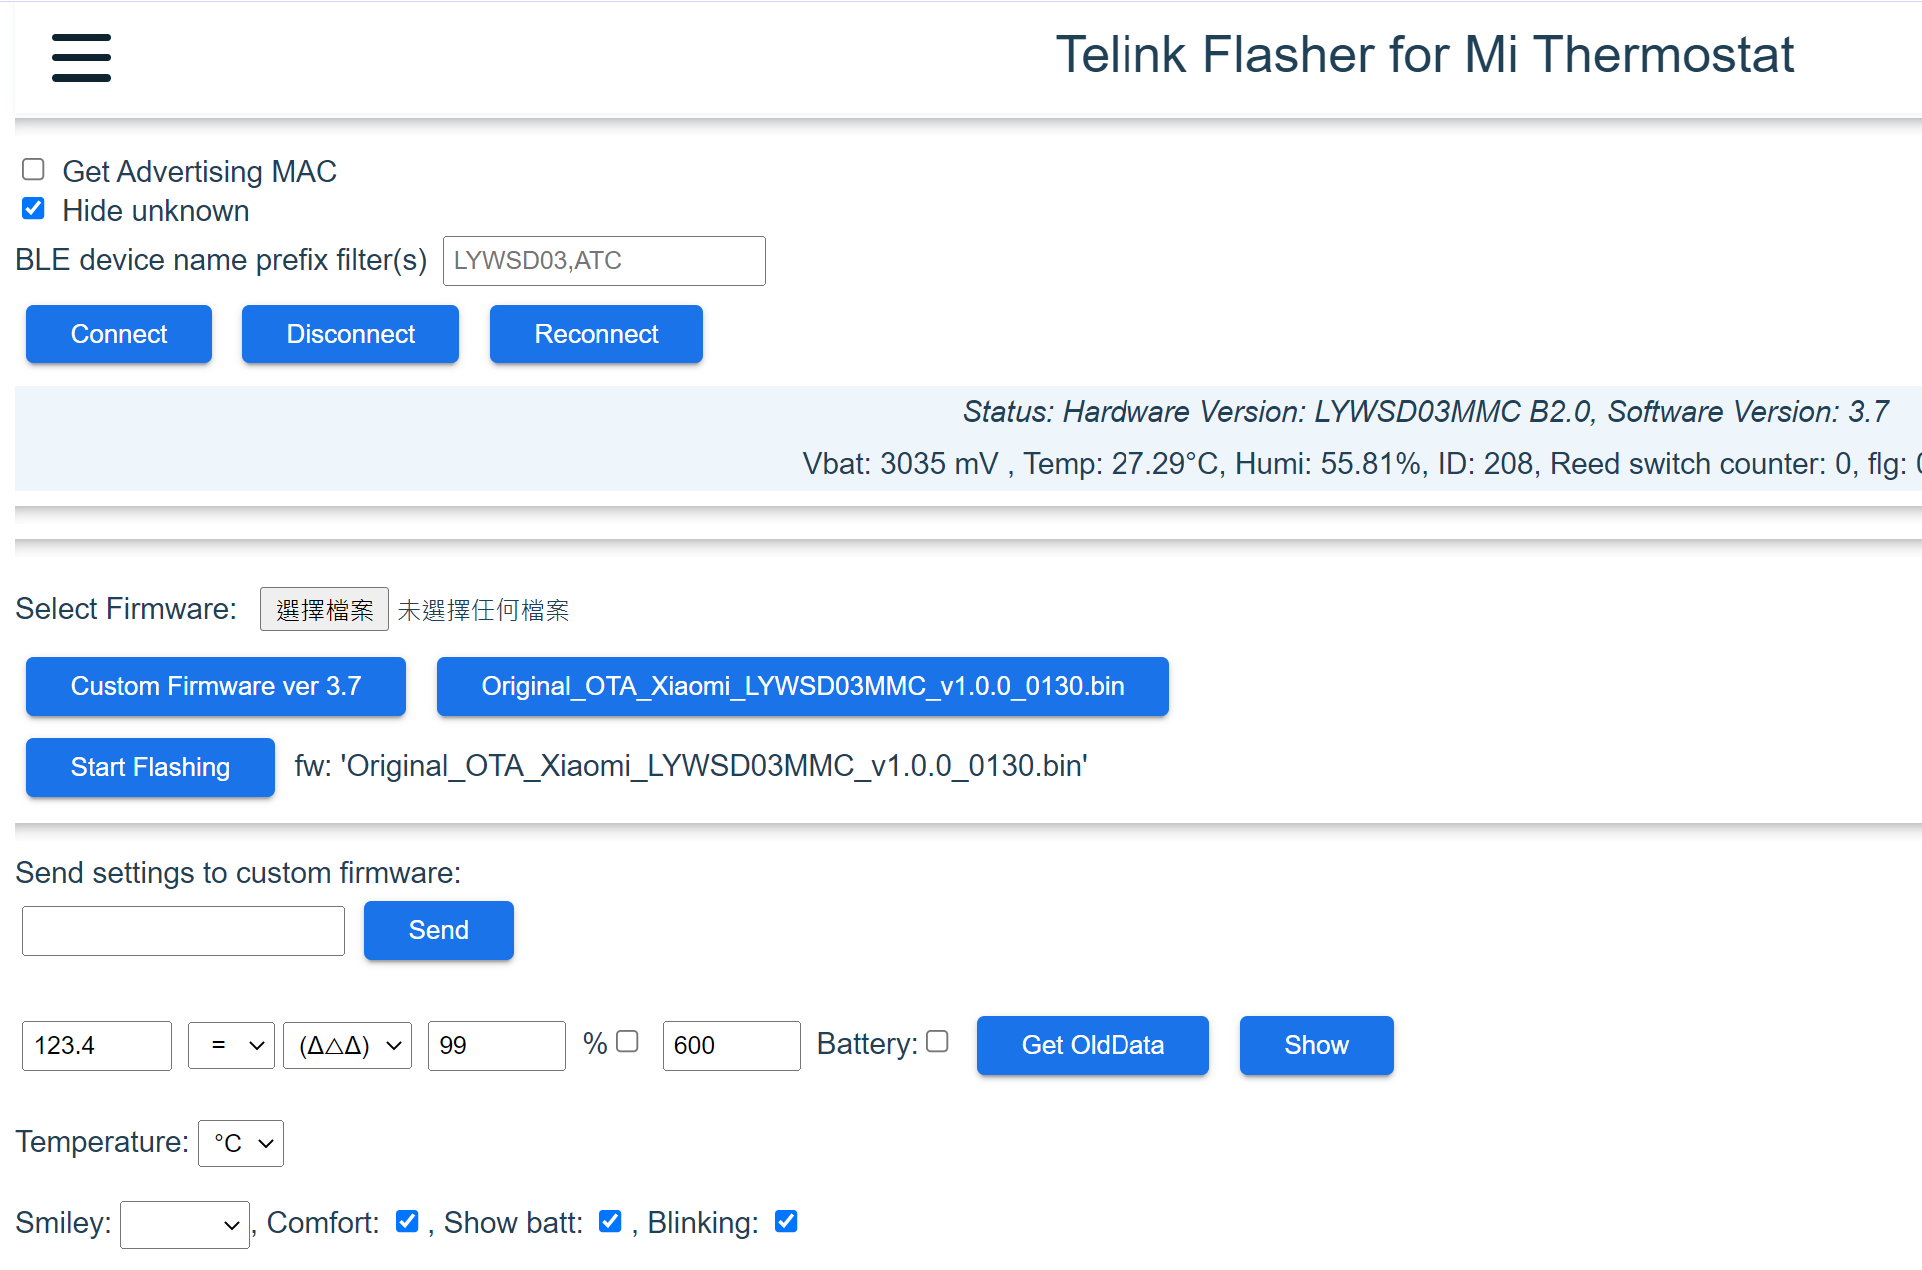 Telink Flasher for Mi Thermostat
Get Advertising MAC
Hide unknown
BLE device name prefix filter(s) LYWSD03,ATC
Connect Disconnect Reconnect
Status: Hardware Version: LYWSD03MMC B2.0, Software Version: 3.7
Vbat: 3035 mV , Temp: 27.29°C, Humi: 55.81%, ID: 208, Reed switch counter: 0, flg:
Select Firmware: 選擇檔案 未選擇任何檔案
Custom Firmware ver 3.7 Original_OTA_Xiaomi_LYWSD03MMC_v1.0.0_0130.bin
Start Flashing fw: 'Original_OTA_Xiaomi_LYWSD03MMC_v1.0.0_0130.bin'
Send settings to custom firmware:
Send
123.4 = (Δ△Δ) 99 % 600 Battery: Get OldData Show
Temperature: °C
Smiley: , Comfort: , Show batt: , Blinking: